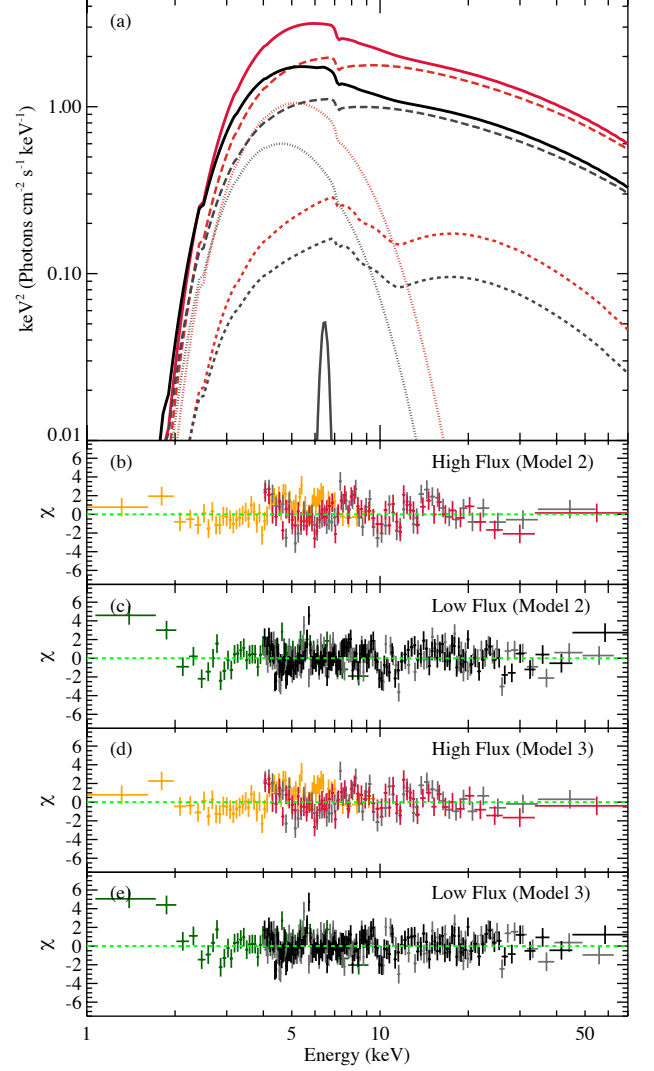 (a)
1.00
0.10
0.01
keV² (Photons cm⁻² s⁻¹ keV⁻¹)
(b)
High Flux (Model 2)
6
4
2
0
-2
-4
-6
χ
(c)
Low Flux (Model 2)
6
4
2
0
-2
-4
-6
χ
(d)
High Flux (Model 3)
6
4
2
0
-2
-4
-6
χ
(e)
Low Flux (Model 3)
6
4
2
0
-2
-4
-6
χ
1 2 5 10 20 50
Energy (keV)